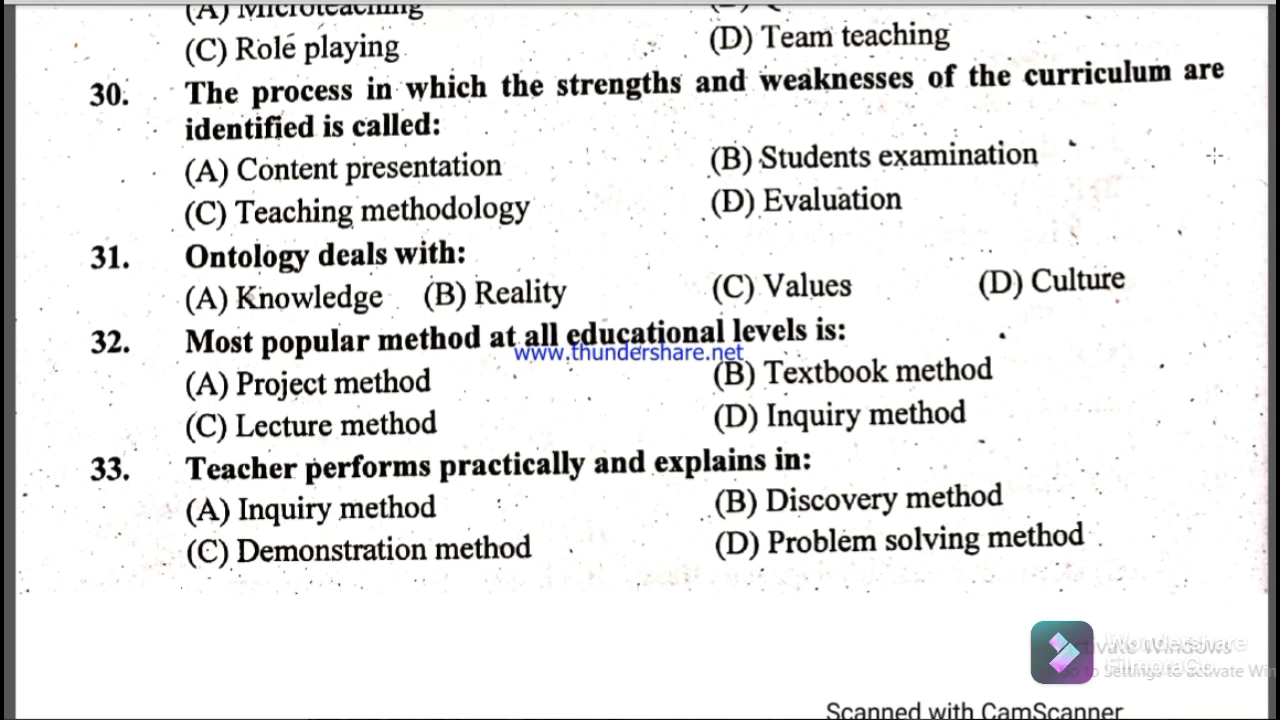 (A) Microteaching
(C) Role playing (D) Team teaching
30. The process in which the strengths and weaknesses of the curriculum are
identified is called:
(A) Content presentation (B) Students examination
(C) Teaching methodology (D) Evaluation
31. Ontology deals with:
(A) Knowledge (B) Reality (C) Values (D) Culture
32. Most popular method at all educational levels is:
www.thundershare.net
(A) Project method (B) Textbook method
(C) Lecture method (D) Inquiry method
33. Teacher performs practically and explains in:
(A) Inquiry method (B) Discovery method
(C) Demonstration method (D) Problem solving method
Wondershare
FilmoraGo
Scanned with CamScanner